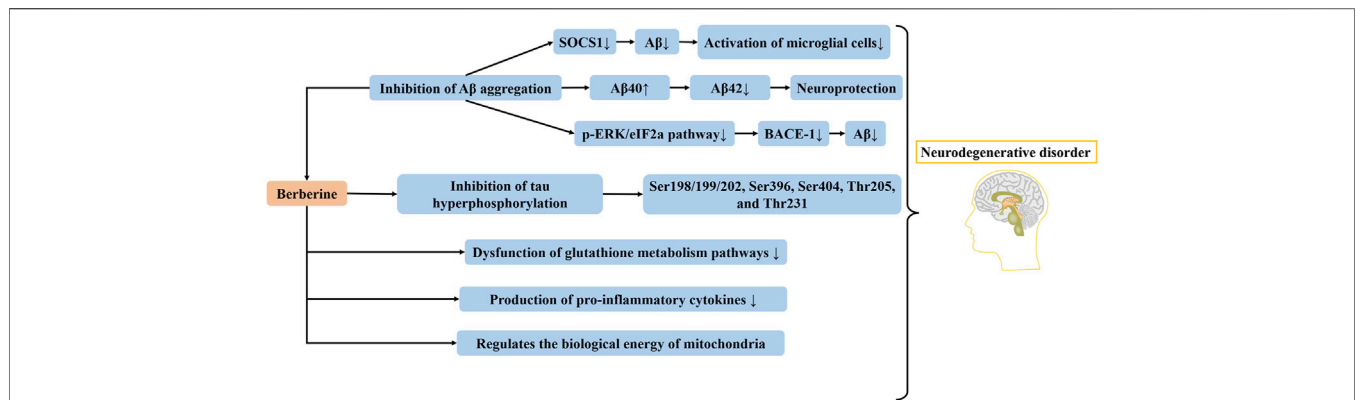 SOCS1↓
Aβ↓
Activation of microglial cells↓
Inhibition of Aβ aggregation
Aβ40↑
Aβ42↓
Neuroprotection
p-ERK/eIF2a pathway↓
BACE-1↓
Aβ↓
Neurodegenerative disorder
Berberine
Inhibition of tau
hyperphosphorylation
Ser198/199/202, Ser396, Ser404, Thr205,
and Thr231
Dysfunction of glutathione metabolism pathways ↓
Production of pro-inflammatory cytokines ↓
Regulates the biological energy of mitochondria